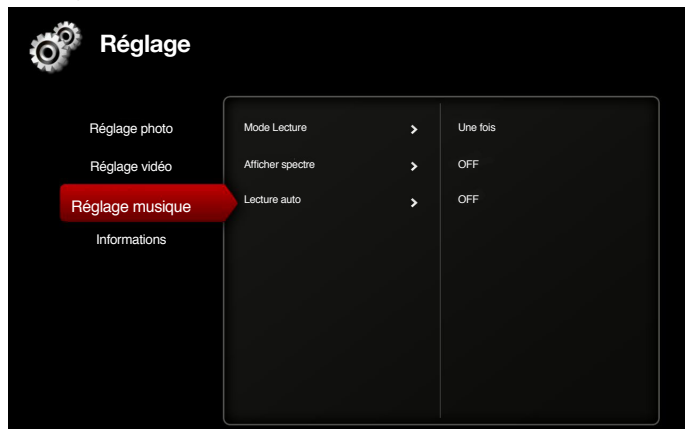 Réglage
Réglage photo
Réglage vidéo
Réglage musique
Informations
Mode Lecture > Une fois
Afficher spectre > OFF
Lecture auto > OFF